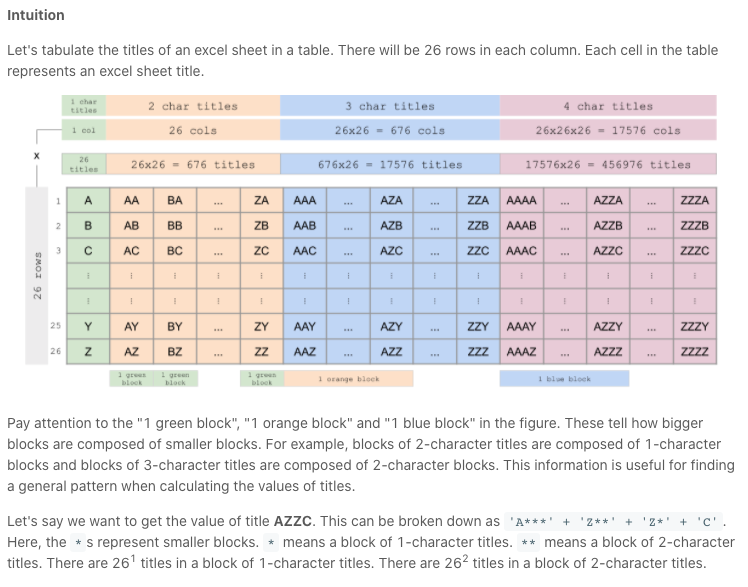 Intuition
Let's tabulate the titles of an excel sheet in a table. There will be 26 rows in each column. Each cell in the table
represents an excel sheet title.
1 char titles 2 char titles 3 char titles 4 char titles
1 col 26 cols 26x26 = 676 cols 26x26x26 = 17576 cols
x
26 titles 26x26 = 676 titles 676x26 = 17576 titles 17576x26 = 456976 titles
26 rows
1 A AA BA ... ZA AAA ... AZA ... ZZA AAAA ... AZZA ... ZZZA
2 B AB BB ... ZB AAB ... AZB ... ZZB AAAB ... AZZB ... ZZZB
3 C AC BC ... ZC AAC ... AZC ... ZZC AAAC ... AZZC ... ZZZC
⋮ ⋮ ⋮ ⋮ ⋮ ⋮ ⋮ ⋮ ⋮ ⋮ ⋮ ⋮ ⋮ ⋮ ⋮
⋮ ⋮ ⋮ ⋮ ⋮ ⋮ ⋮ ⋮ ⋮ ⋮ ⋮ ⋮ ⋮ ⋮ ⋮
25 Y AY BY ... ZY AAY ... AZY ... ZZY AAAY ... AZZY ... ZZZY
26 Z AZ BZ ... ZZ AAZ ... AZZ ... ZZZ AAAZ ... AZZZ ... ZZZZ
1 green block 1 green block 1 green block 1 orange block 1 blue block
Pay attention to the "1 green block", "1 orange block" and "1 blue block" in the figure. These tell how bigger
blocks are composed of smaller blocks. For example, blocks of 2-character titles are composed of 1-character
blocks and blocks of 3-character titles are composed of 2-character blocks. This information is useful for finding
a general pattern when calculating the values of titles.
Let's say we want to get the value of title AZZC. This can be broken down as 'A***' + 'Z**' + 'Z*' + 'C'.
Here, the *s represent smaller blocks. * means a block of 1-character titles. ** means a block of 2-character
titles. There are 26¹ titles in a block of 1-character titles. There are 26² titles in a block of 2-character titles.